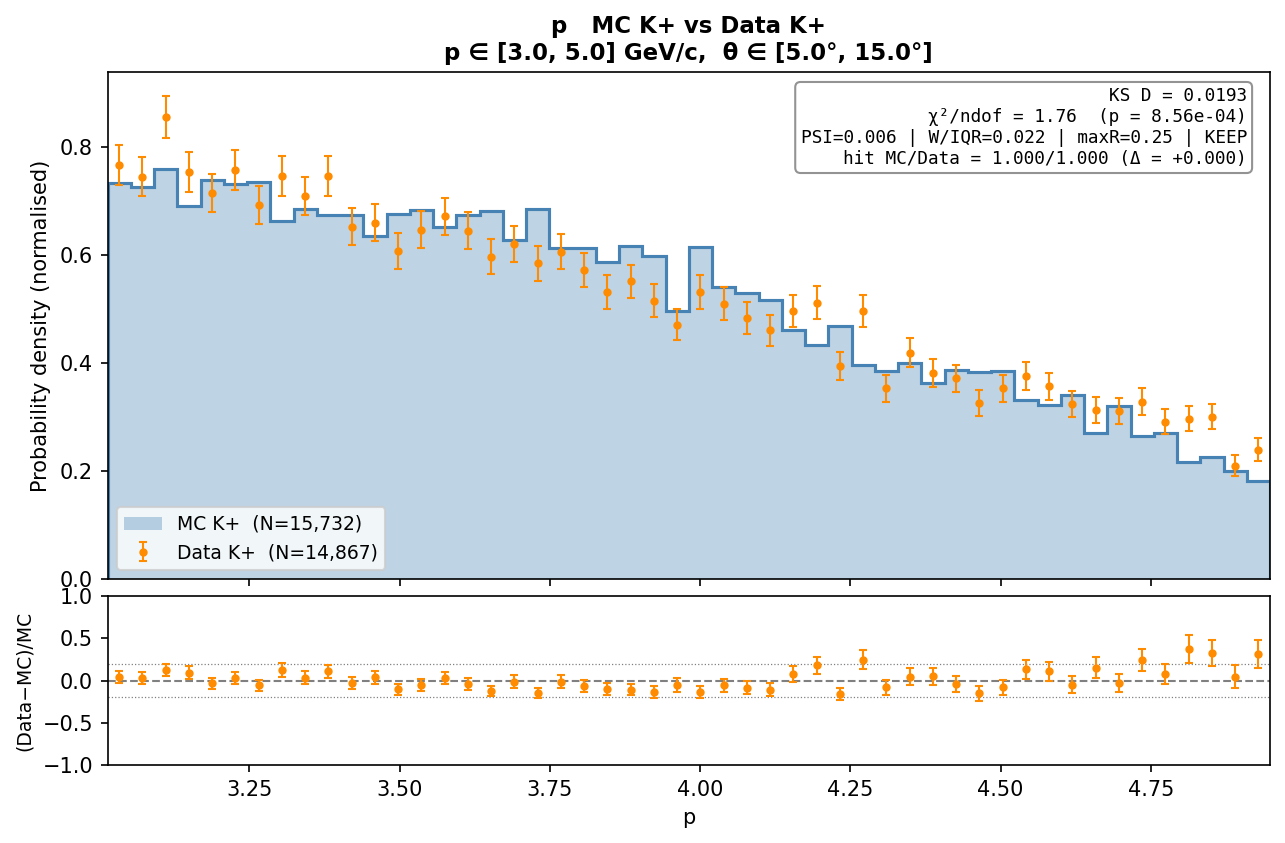 p   MC K+ vs Data K+
p ∈ [3.0, 5.0] GeV/c,  θ ∈ [5.0°, 15.0°]
KS D = 0.0193
χ²/ndof = 1.76  (p = 8.56e-04)
PSI=0.006 | W/IQR=0.022 | maxR=0.25 | KEEP
hit MC/Data = 1.000/1.000 (Δ = +0.000)
Probability density (normalised)
0.8
0.6
0.4
0.2
0.0
MC K+  (N=15,732)
Data K+  (N=14,867)
(Data−MC)/MC
1.0
0.5
0.0
−0.5
−1.0
3.25 3.50 3.75 4.00 4.25 4.50 4.75
p